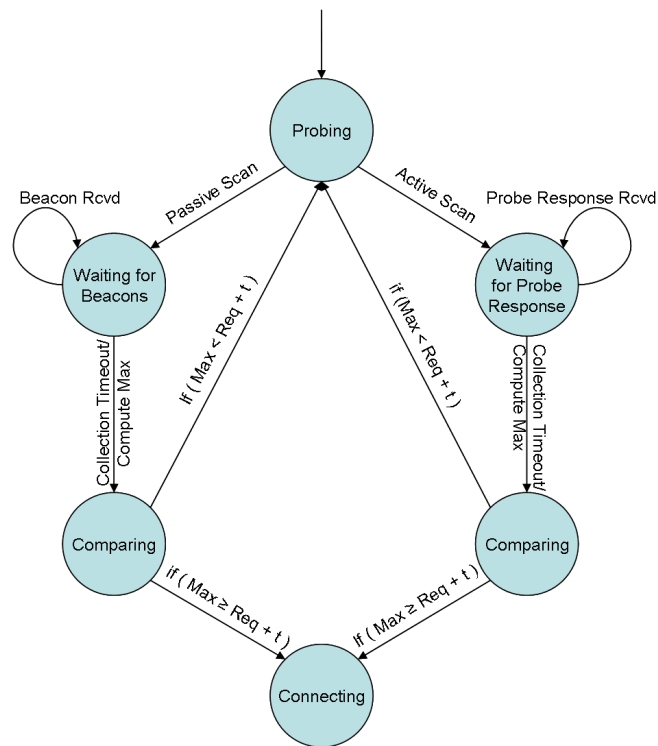 Probing
Passive Scan
Active Scan
Beacon Rcvd
Probe Response Rcvd
Waiting for
Beacons
Waiting
for Probe
Response
If ( Max < Req + t )
if (Max < Req + t )
Collection Timeout/
Compute Max
Collection Timeout/
Compute Max
Comparing
Comparing
if ( Max ≥ Req + t )
If ( Max ≥ Req + t )
Connecting